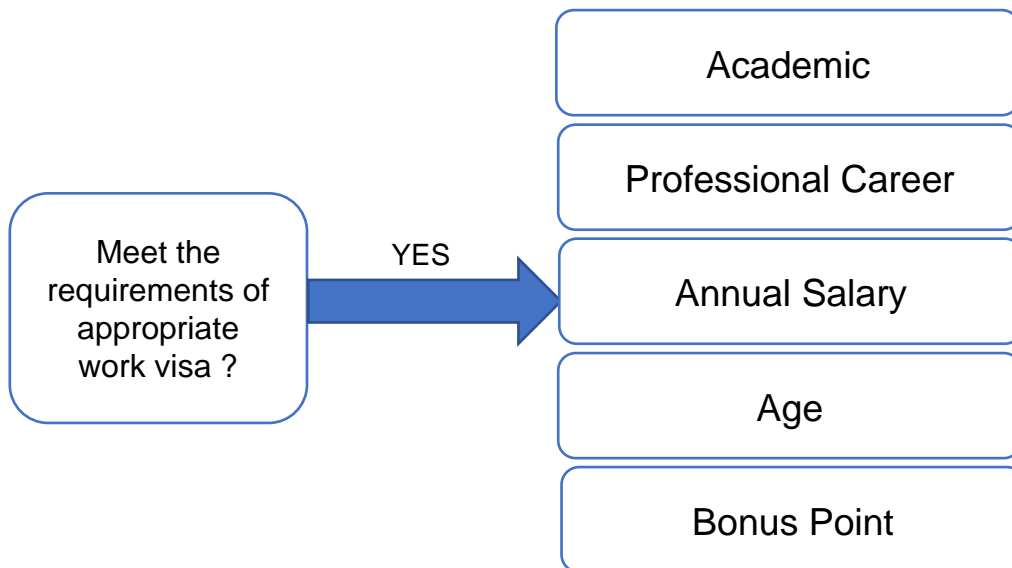 Meet the
requirements of
appropriate
work visa ?
YES
Academic
Professional Career
Annual Salary
Age
Bonus Point